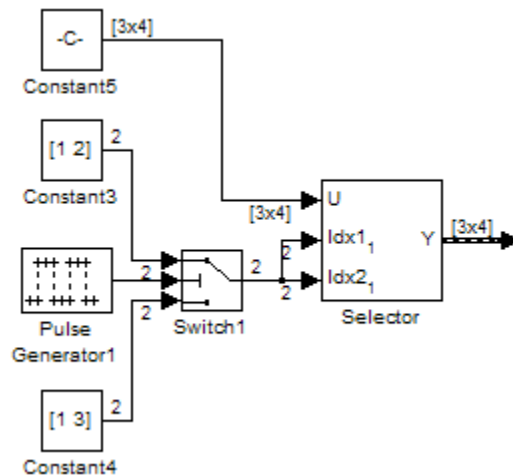 -C-
[3x4]
Constant5
[1 2]
2
Constant3
[3x4]
U
Idx1 1
Idx2 1
Y
[3x4]
Selector
2
2
2
2
2
Switch1
Pulse
Generator1
[1 3]
2
Constant4